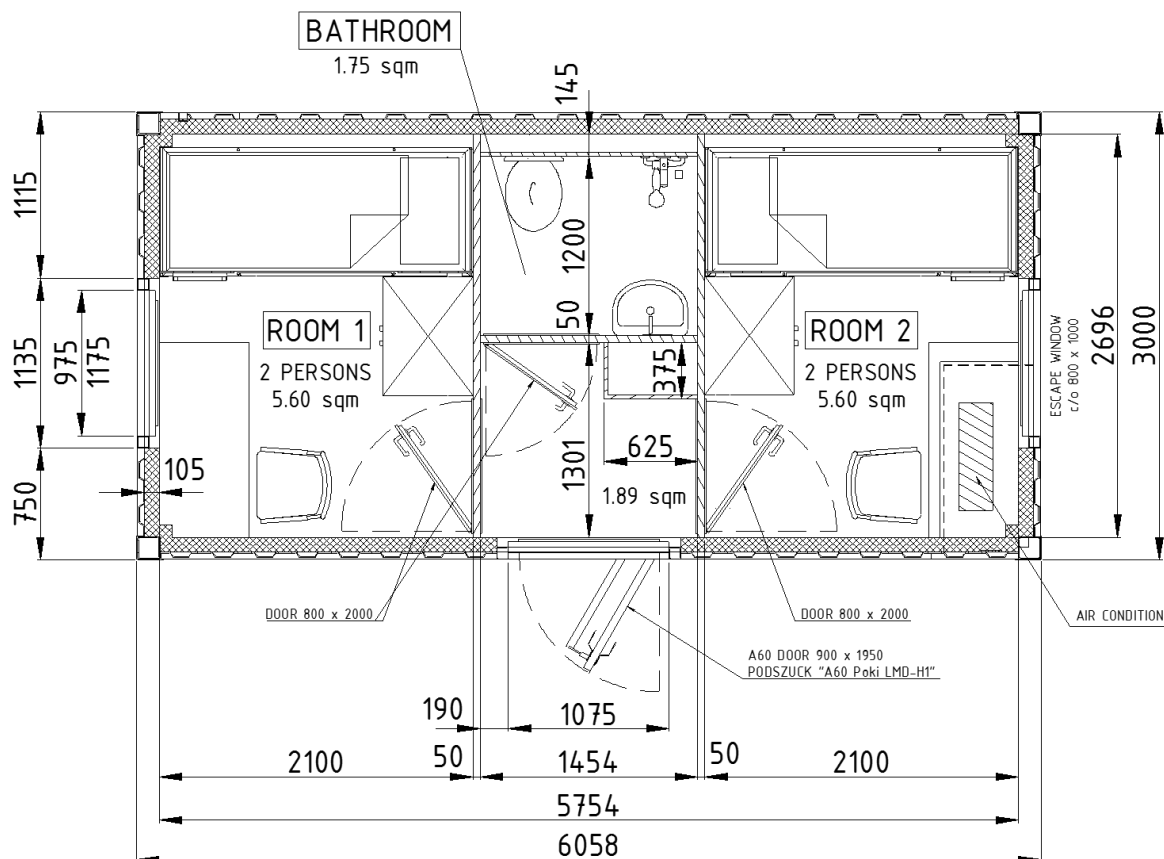 BATHROOM
1.75 sqm
145
1115
1200
50
ROOM 1
2 PERSONS
5.60 sqm
ROOM 2
2 PERSONS
5.60 sqm
375
1135
975
1175
ESCAPE WINDOW
c/o 800 x 1000
2696
3000
105
750
1301
625
1.89 sqm
DOOR 800 x 2000
DOOR 800 x 2000
AIR CONDITION
A60 DOOR 900 x 1950
PODSZUCK "A60 Poki LMD-H1"
190
1075
2100
50
1454
50
2100
5754
6058